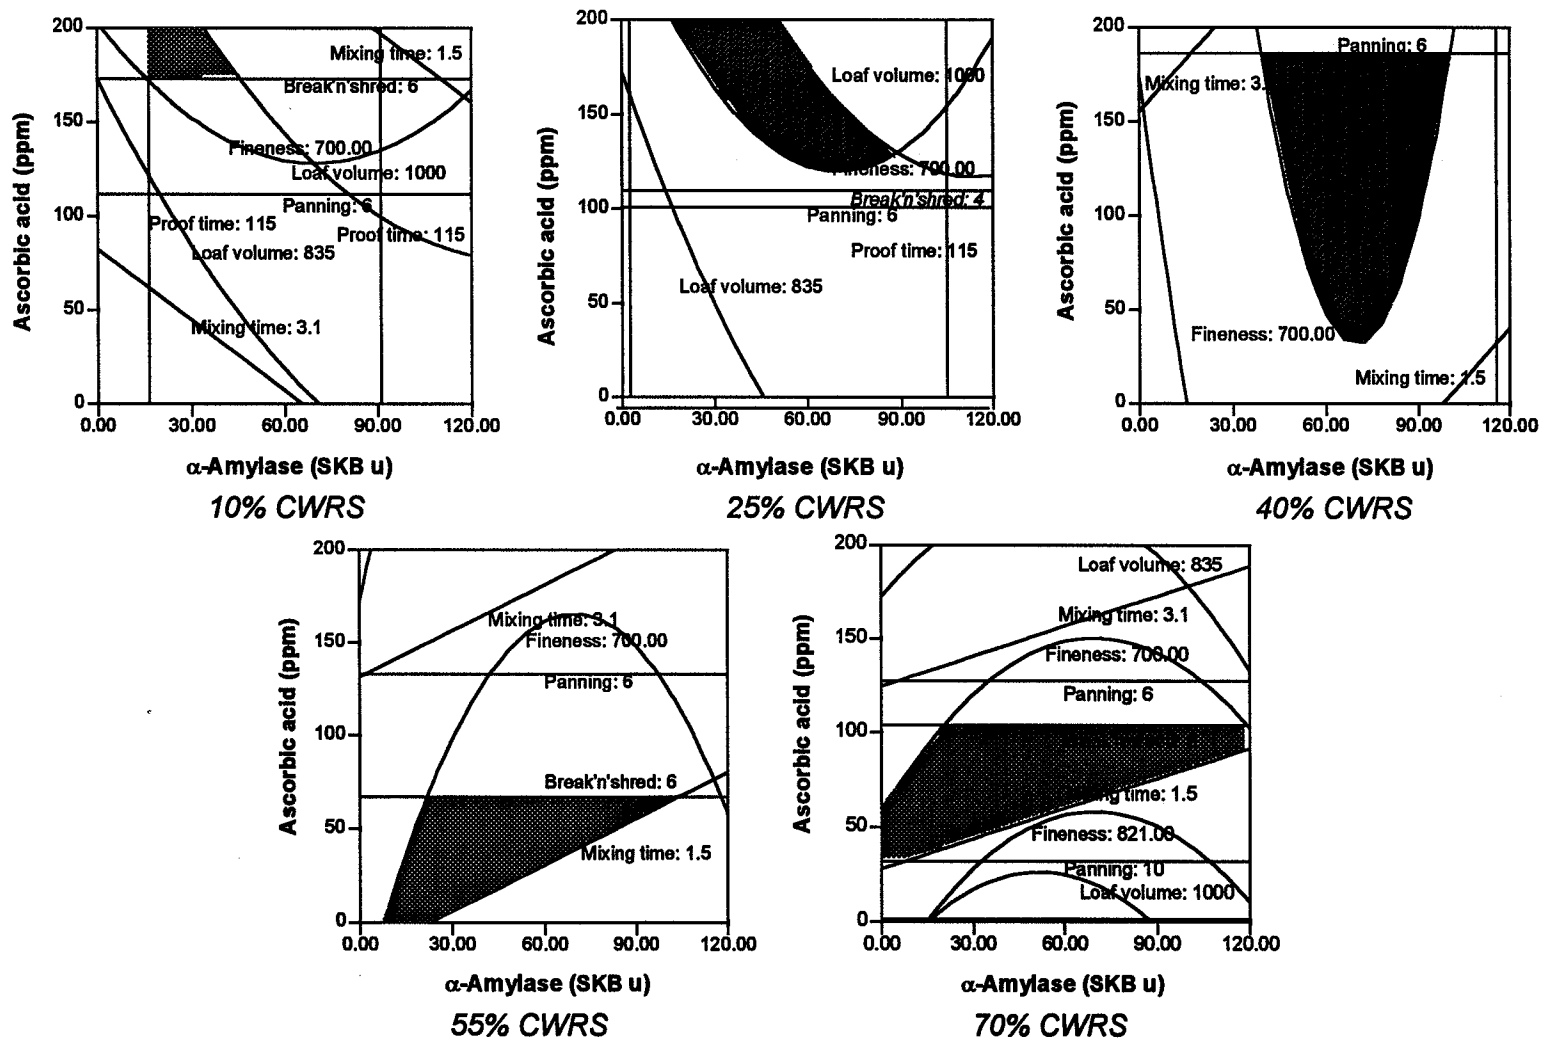 200
150
100
50
0
Ascorbic acid (ppm)
Mixing time: 1.5
Break'n'shred: 6
Fineness: 700.00
Loaf volume: 1000
Panning: 6
Proof time: 115
Proof time: 115
Loaf volume: 835
Mixing time: 3.1
0.00 30.00 60.00 90.00 120.00
α-Amylase (SKB u)
10% CWRS
200
150
100
50
0
Ascorbic acid (ppm)
Loaf volume: 1000
Fineness: 700.00
Break'n'shred: 4
Panning: 6
Proof time: 115
Loaf volume: 835
0.00 30.00 60.00 90.00 120.00
α-Amylase (SKB u)
25% CWRS
200
150
100
50
0
Ascorbic acid (ppm)
Panning: 6
Mixing time: 3.
Fineness: 700.00
Mixing time: 1.5
0.00 30.00 60.00 90.00 120.00
α-Amylase (SKB u)
40% CWRS
200
150
100
50
0
Ascorbic acid (ppm)
Mixing time: 3.1
Fineness: 700.00
Panning: 6
Break'n'shred: 6
Mixing time: 1.5
0.00 30.00 60.00 90.00 120.00
α-Amylase (SKB u)
55% CWRS
200
150
100
50
0
Ascorbic acid (ppm)
Loaf volume: 835
Mixing time: 3.1
Fineness: 700.00
Panning: 6
time: 1.5
Fineness: 821.00
Panning: 10
Loaf volume: 1000
0.00 30.00 60.00 90.00 120.00
α-Amylase (SKB u)
70% CWRS